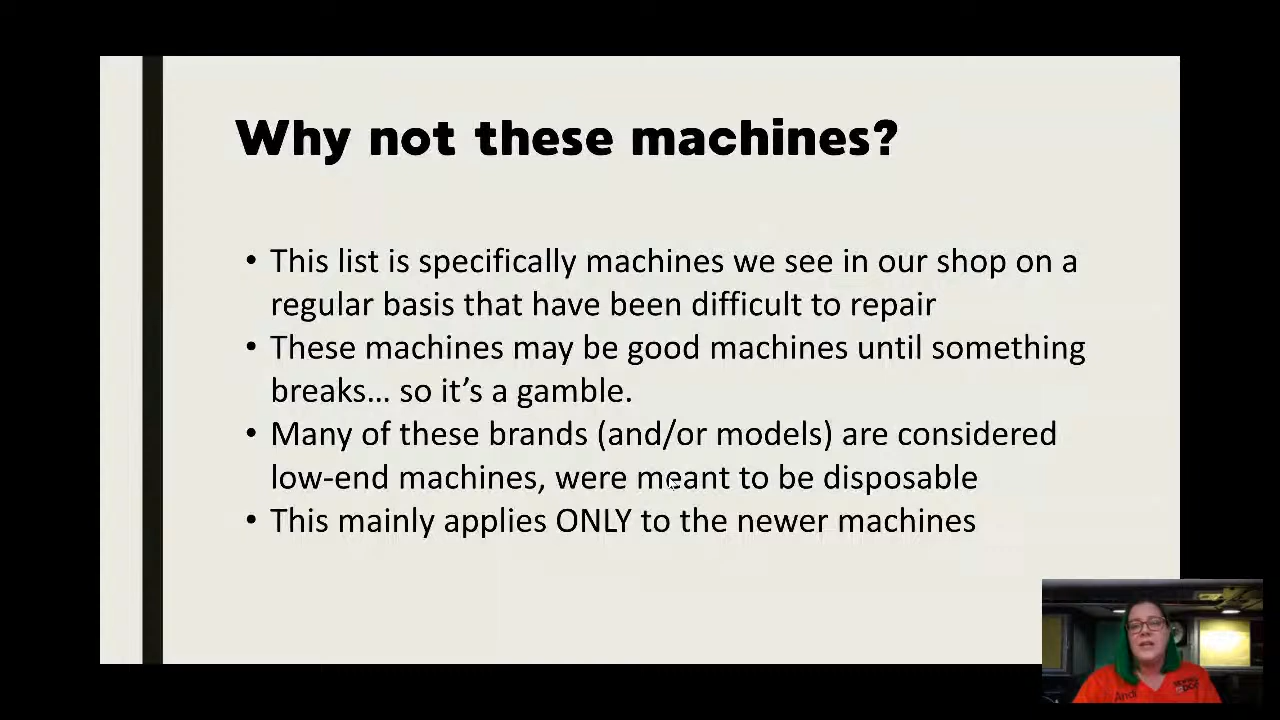 Why not these machines?
• This list is specifically machines we see in our shop on a
regular basis that have been difficult to repair
• These machines may be good machines until something
breaks... so it's a gamble.
• Many of these brands (and/or models) are considered
low-end machines, were meant to be disposable
• This mainly applies ONLY to the newer machines
Andi